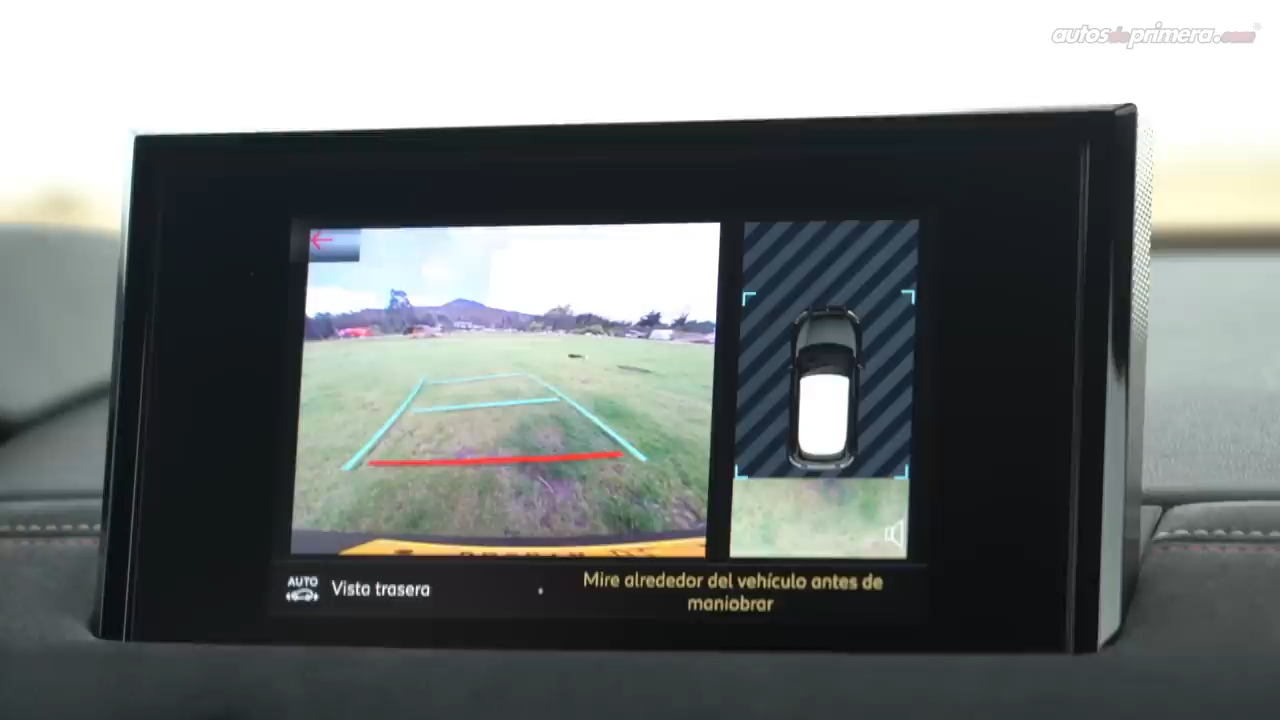 autosdeprimera.com
AUTO
Vista trasera
Mire alrededor del vehículo antes de
maniobrar